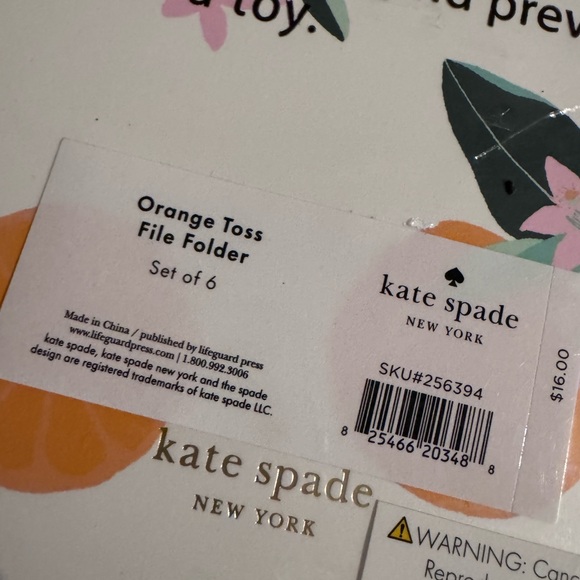 a toy.
Orange Toss
File Folder
Set of 6
Made in China / published by lifeguard press
www.lifeguardpress.com | 1.800.992.3006
kate spade, kate spade new york and the spade
design are registered trademarks of kate spade LLC.
kate spade
NEW YORK
SKU#256394
8 25466 20348 8
$16.00
kate spade
NEW YORK
WARNING: